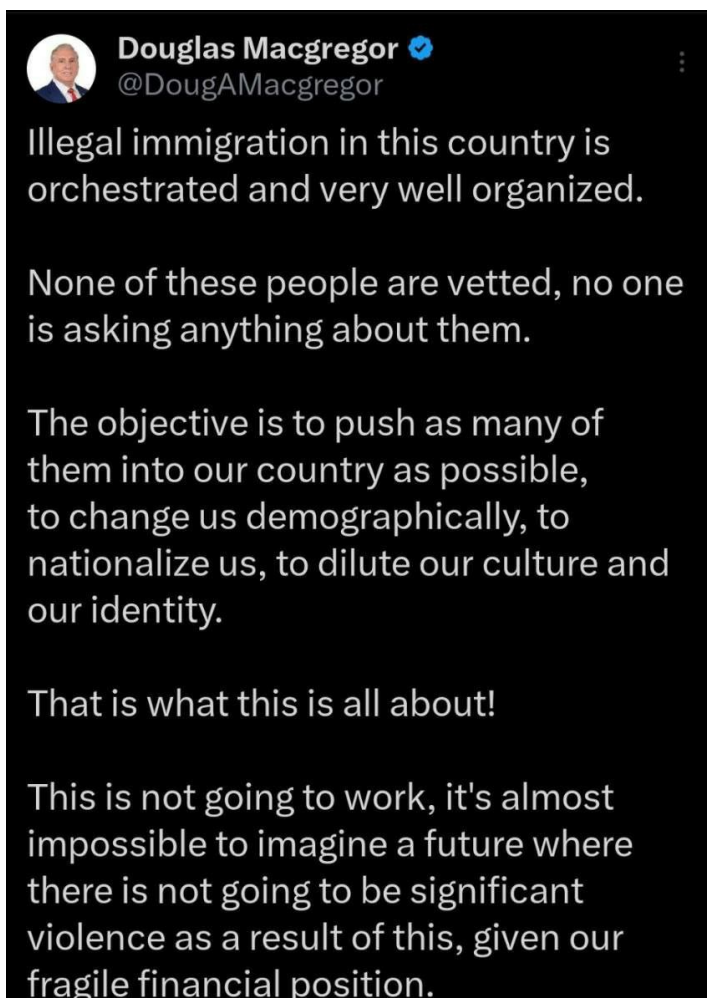 Douglas Macgregor
@DougAMacgregor
Illegal immigration in this country is
orchestrated and very well organized.
None of these people are vetted, no one
is asking anything about them.
The objective is to push as many of
them into our country as possible,
to change us demographically, to
nationalize us, to dilute our culture and
our identity.
That is what this is all about!
This is not going to work, it's almost
impossible to imagine a future where
there is not going to be significant
violence as a result of this, given our
fragile financial position.